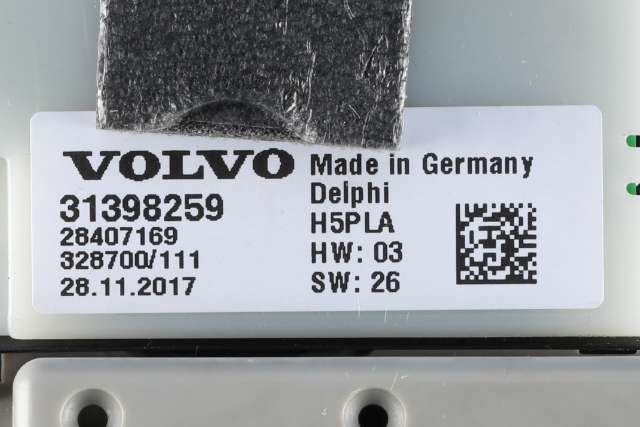 VOLVO
31398259
28407169
328700/111
28.11.2017
Made in Germany
Delphi
H5PLA
HW: 03
SW: 26